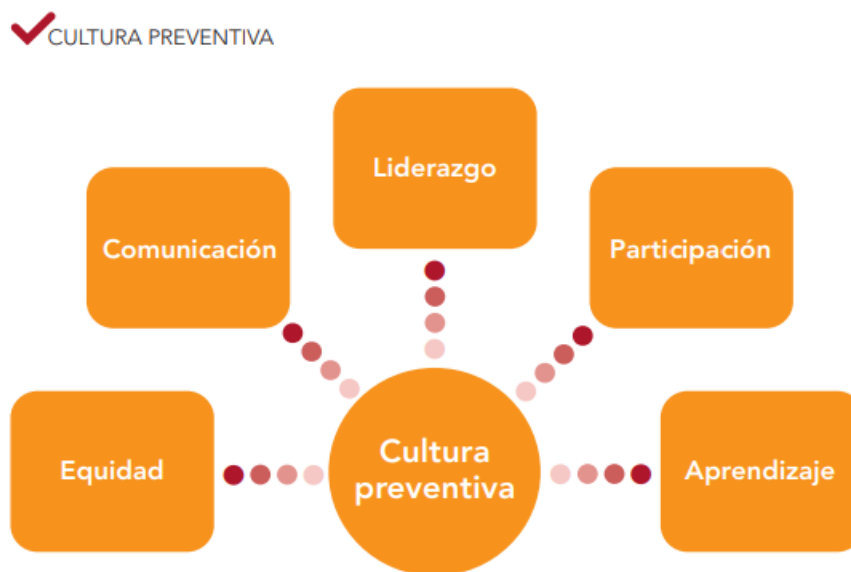 CULTURA PREVENTIVA
Liderazgo
Comunicación
Participación
Equidad
Cultura
preventiva
Aprendizaje